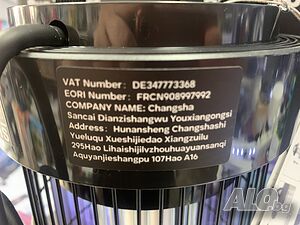 VAT Number: DE347773368
EORI Number: FRCN908997992
COMPANY NAME: Changsha
Sancai Dianzishangwu Youxiangongsi
Address: Hunansheng Changshashi
Yueluqu Xueshijiedao Xiangzuilu
295Hao Lihaishijilvzhouhuayuansanqi
Aquyanjieshangpu 107Hao A16
ALO.bg